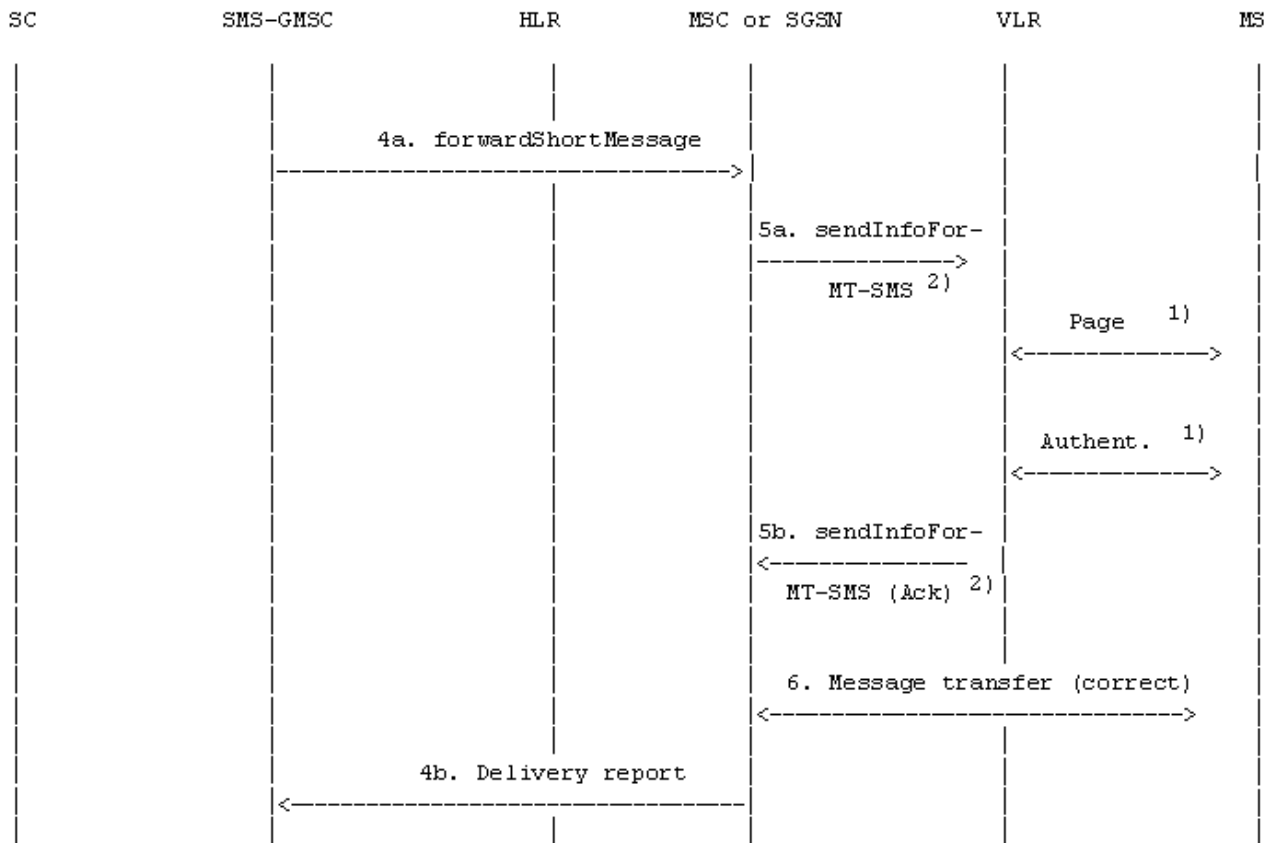 SC SMS-GMSC HLR MSC or SGSN VLR MS
4a. forwardShortMessage
5a. sendInfoFor-
MT-SMS 2)
Page 1)
Authent. 1)
5b. sendInfoFor-
MT-SMS (Ack) 2)
6. Message transfer (correct)
4b. Delivery report